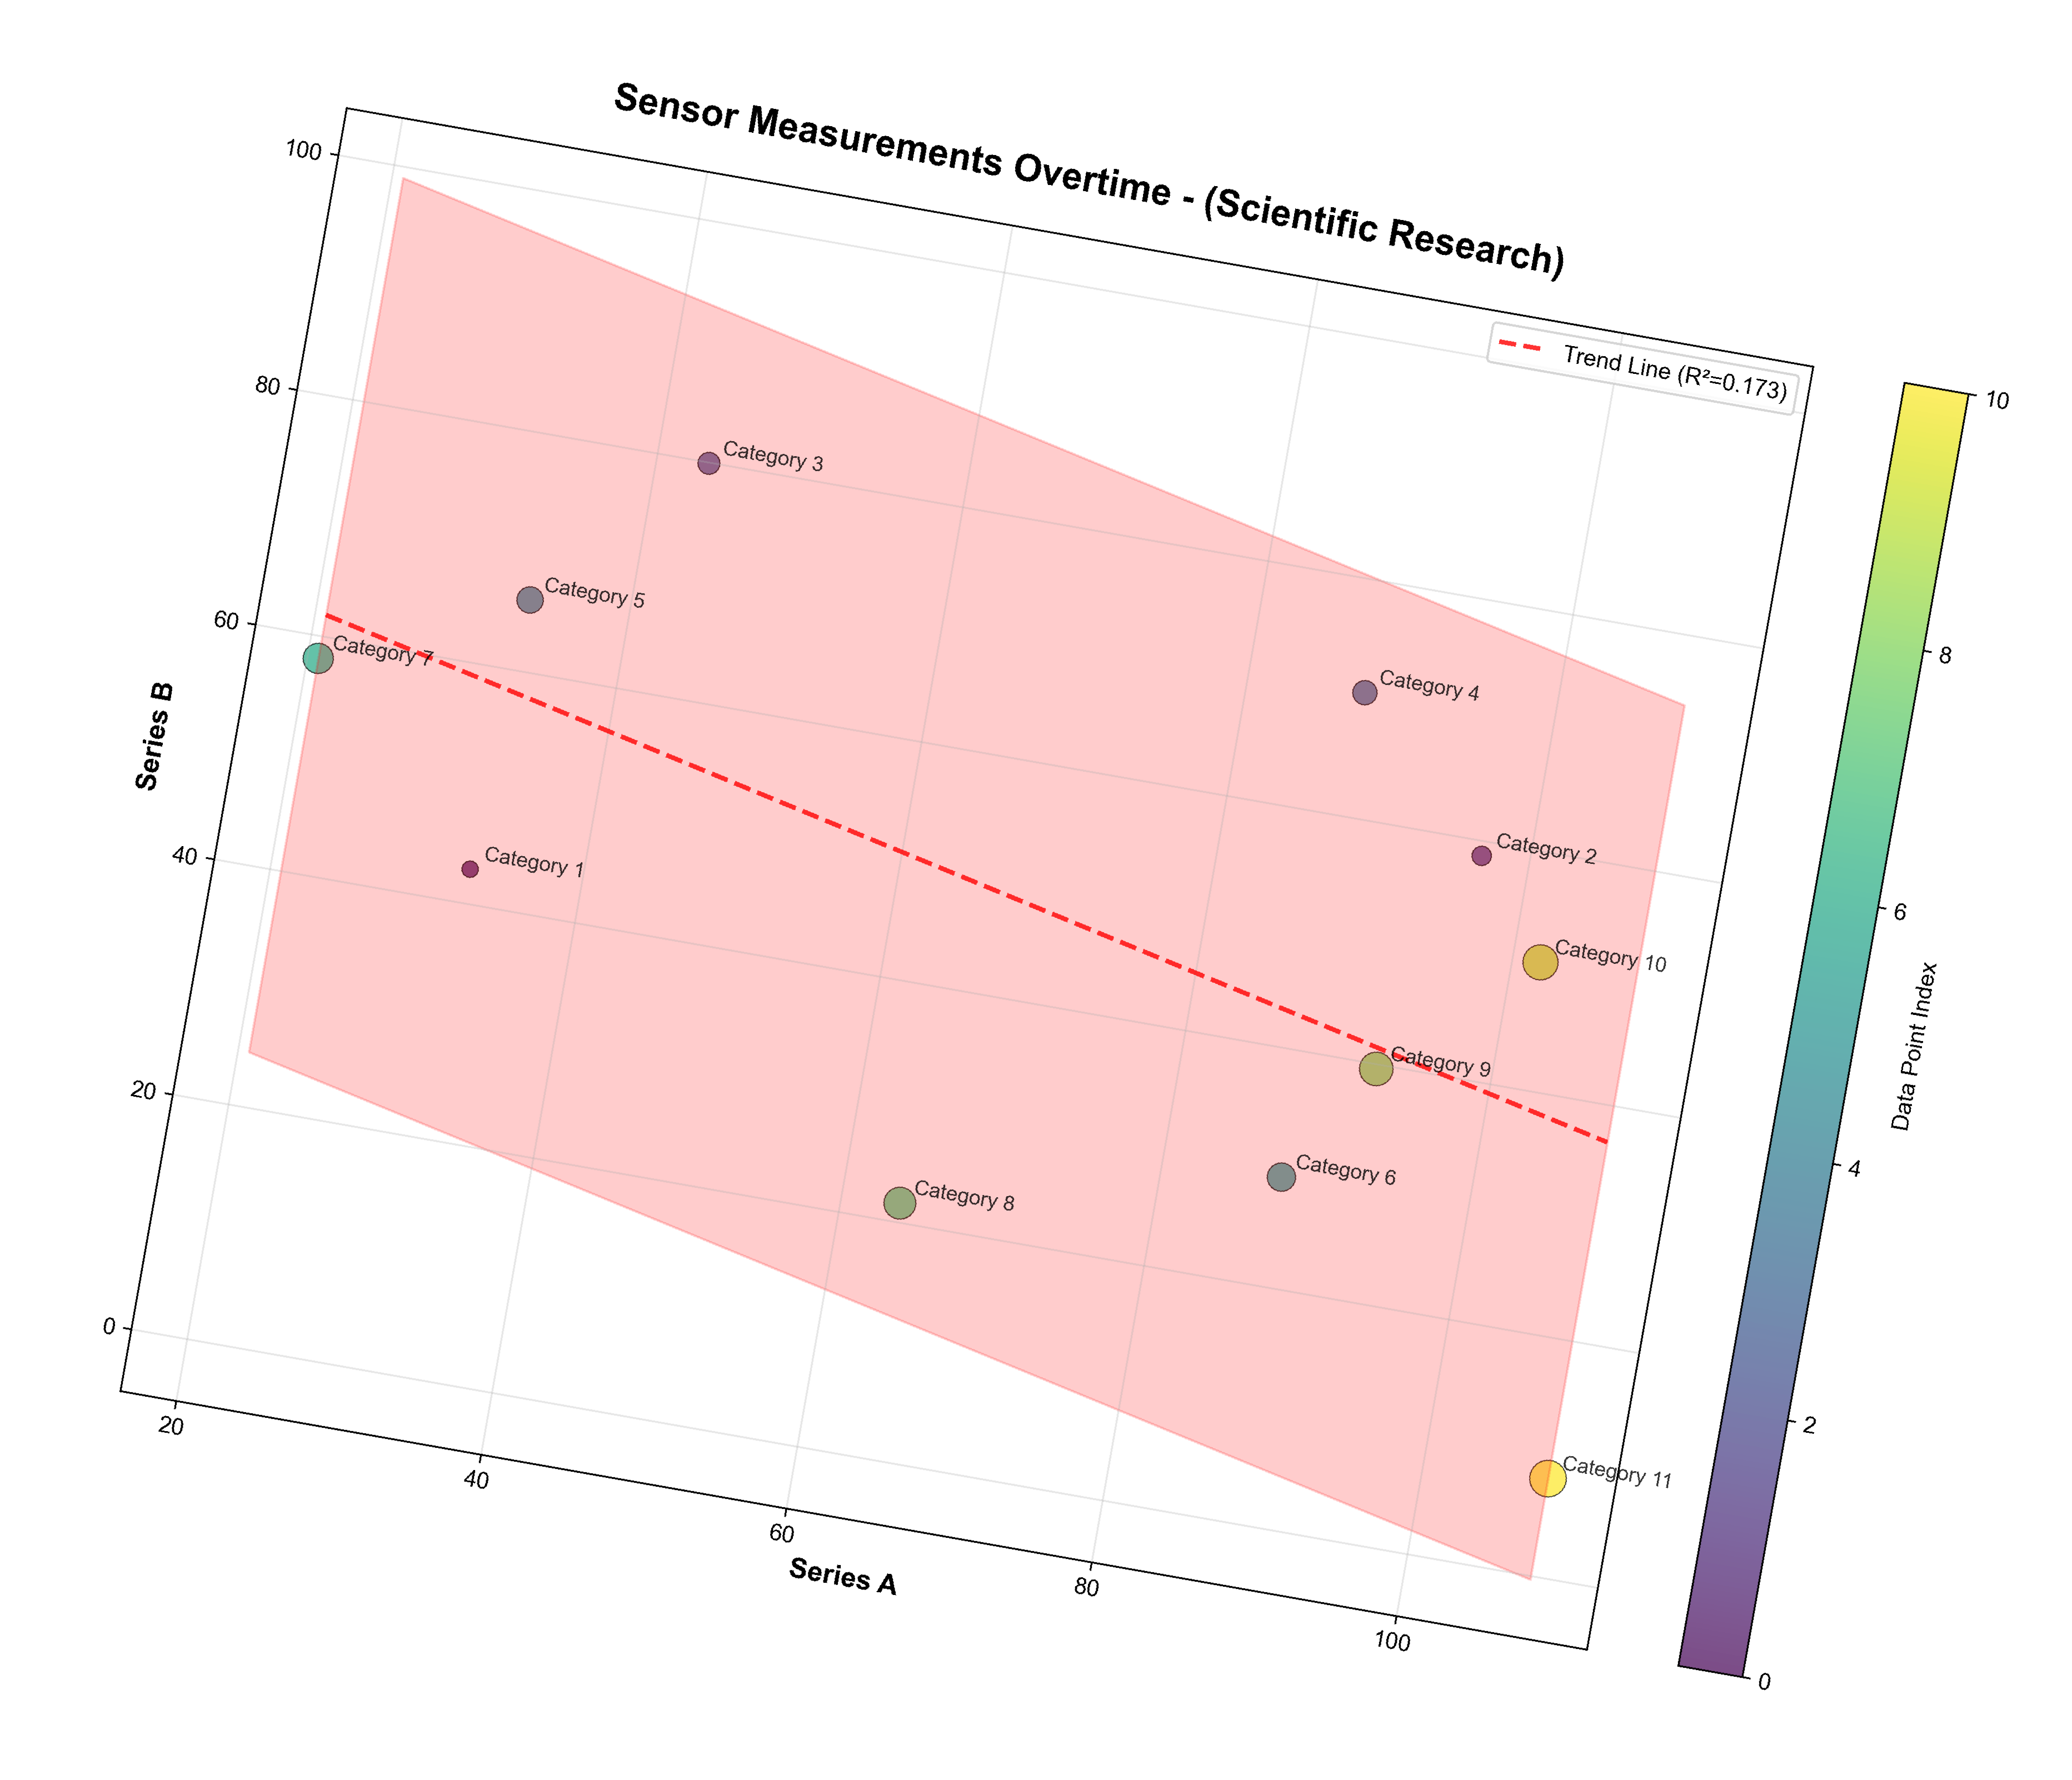 Sensor Measurements Overtime - (Scientific Research)
Trend Line (R²=0.173)
100
80
60
40
20
0
Series B
Category 3
Category 5
Category 7
Category 4
Category 1
Category 2
Category 10
Category 9
Category 6
Category 8
Category 11
20
40
60
80
100
Series A
10
8
6
4
2
0
Data Point Index